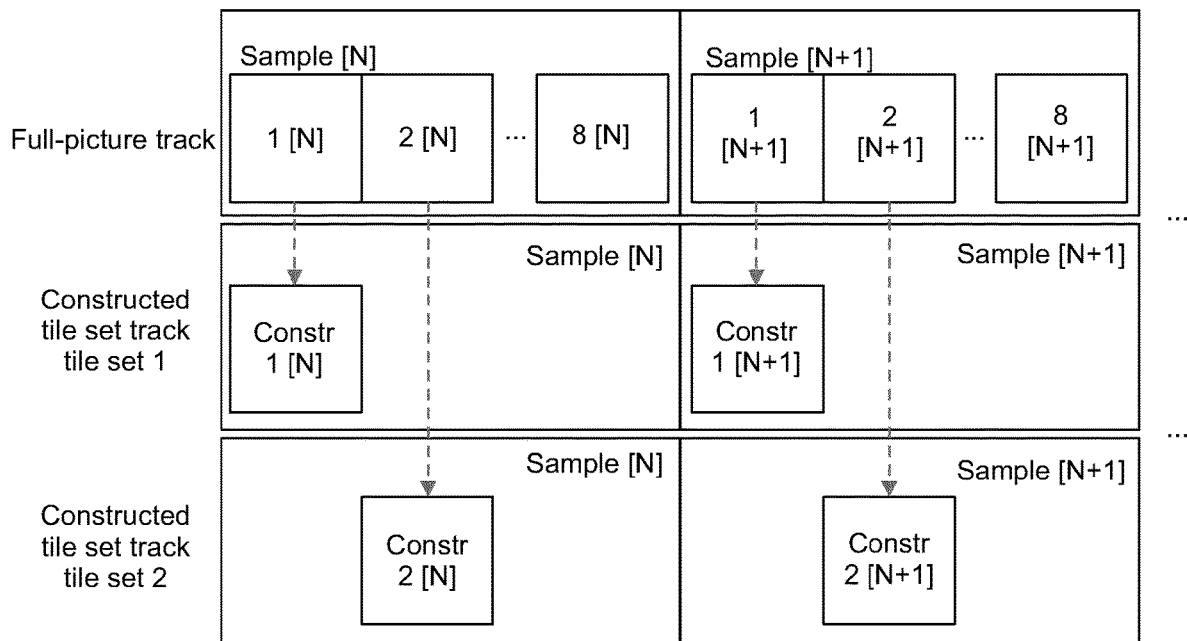 Sample [N]
Sample [N+1]
Full-picture track
1 [N]
2 [N]
...
8 [N]
1
[N+1]
2
[N+1]
...
8
[N+1]
...
Constructed
tile set track
tile set 1
Sample [N]
Constr
1 [N]
Sample [N+1]
Constr
1 [N+1]
...
Constructed
tile set track
tile set 2
Sample [N]
Constr
2 [N]
Sample [N+1]
Constr
2 [N+1]